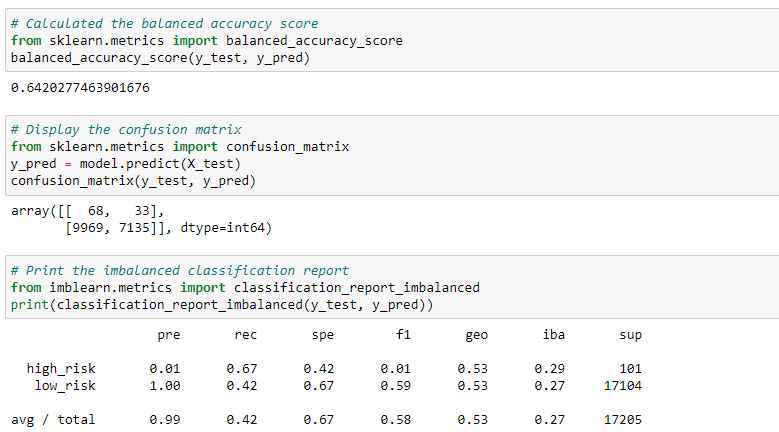 # Calculated the balanced accuracy score
from sklearn.metrics import balanced_accuracy_score
balanced_accuracy_score(y_test, y_pred)
0.6420277463901676
# Display the confusion matrix
from sklearn.metrics import confusion_matrix
y_pred = model.predict(X_test)
confusion_matrix(y_test, y_pred)
array([[  68,   33],
       [9969, 7135]], dtype=int64)
# Print the imbalanced classification report
from imblearn.metrics import classification_report_imbalanced
print(classification_report_imbalanced(y_test, y_pred))
                   pre       rec       spe        f1       geo       iba       sup
  high_risk       0.01      0.67      0.42      0.01      0.53      0.29       101
   low_risk       1.00      0.42      0.67      0.59      0.53      0.27     17104
avg / total       0.99      0.42      0.67      0.58      0.53      0.27     17205